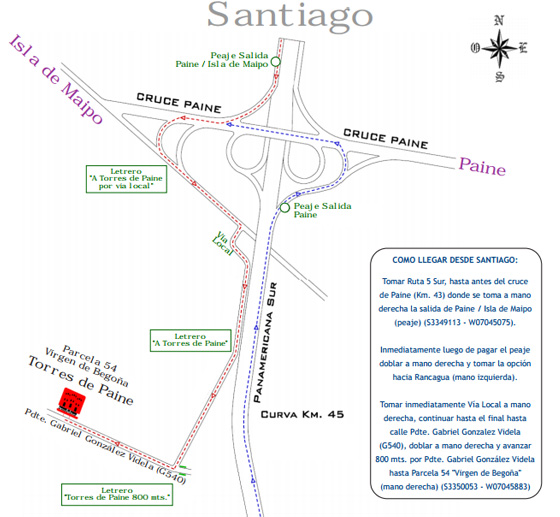 Santiago
N
O E
S
Isla de Maipo
Peaje Salida
Paine / Isla de Maipo
CRUCE PAINE
CRUCE PAINE
Paine
Letrero
"A Torres de Paine
por via local"
Peaje Salida
Paine
Via
Local
PANAMERICANA SUR
Letrero
"A Torres de Paine"
Parcela 54
Virgen de Begoña
Torres de Paine
Pdte. Gabriel González Videla (G540)
Curva Km. 45
Letrero
"Torres de Paine 800 mts."
COMO LLEGAR DESDE SANTIAGO:
Tomar Ruta 5 Sur, hasta antes del cruce
de Paine (Km. 43) donde se toma a mano
derecha la salida de Paine / Isla de Maipo
(peaje) (S3349113 - W07045075).
Inmediatamente luego de pagar el peaje
doblar a mano derecha y tomar la opción
hacia Rancagua (mano izquierda).
Tomar inmediatamente Vía Local a mano
derecha, continuar hasta el final hasta
calle Pdte. Gabriel Gonzalez Videla
(G540), doblar a mano derecha y avanzar
800 mts. por Pdte. Gabriel González Videla
hasta Parcela 54 "Virgen de Begoña"
(mano derecha) (S3350053 - W07045883)